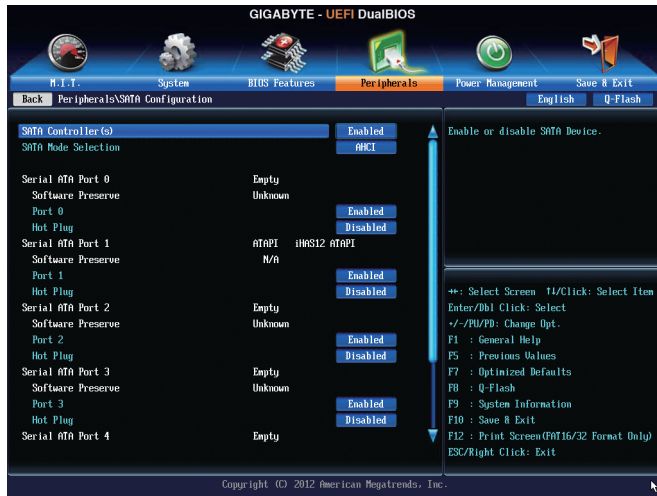 GIGABYTE - UEFI DualBIOS
M.I.T. System BIOS Features Peripherals Power Management Save & Exit
Back Peripherals\SATA Configuration English Q-Flash
SATA Controller(s) Enabled
SATA Mode Selection AHCI
Serial ATA Port 0 Empty
Software Preserve Unknown
Port 0 Enabled
Hot Plug Disabled
Serial ATA Port 1 ATAPI iHAS12 ATAPI
Software Preserve N/A
Port 1 Enabled
Hot Plug Disabled
Serial ATA Port 2 Empty
Software Preserve Unknown
Port 2 Enabled
Hot Plug Disabled
Serial ATA Port 3 Empty
Software Preserve Unknown
Port 3 Enabled
Hot Plug Disabled
Serial ATA Port 4 Empty
Enable or disable SATA Device.
→←: Select Screen ↑↓/Click: Select Item
Enter/Dbl Click: Select
+/-/PU/PD: Change Opt.
F1 : General Help
F5 : Previous Values
F7 : Optimized Defaults
F8 : Q-Flash
F9 : System Information
F10 : Save & Exit
F12 : Print Screen(FAT16/32 Format Only)
ESC/Right Click: Exit
Copyright (C) 2012 American Megatrends, Inc.